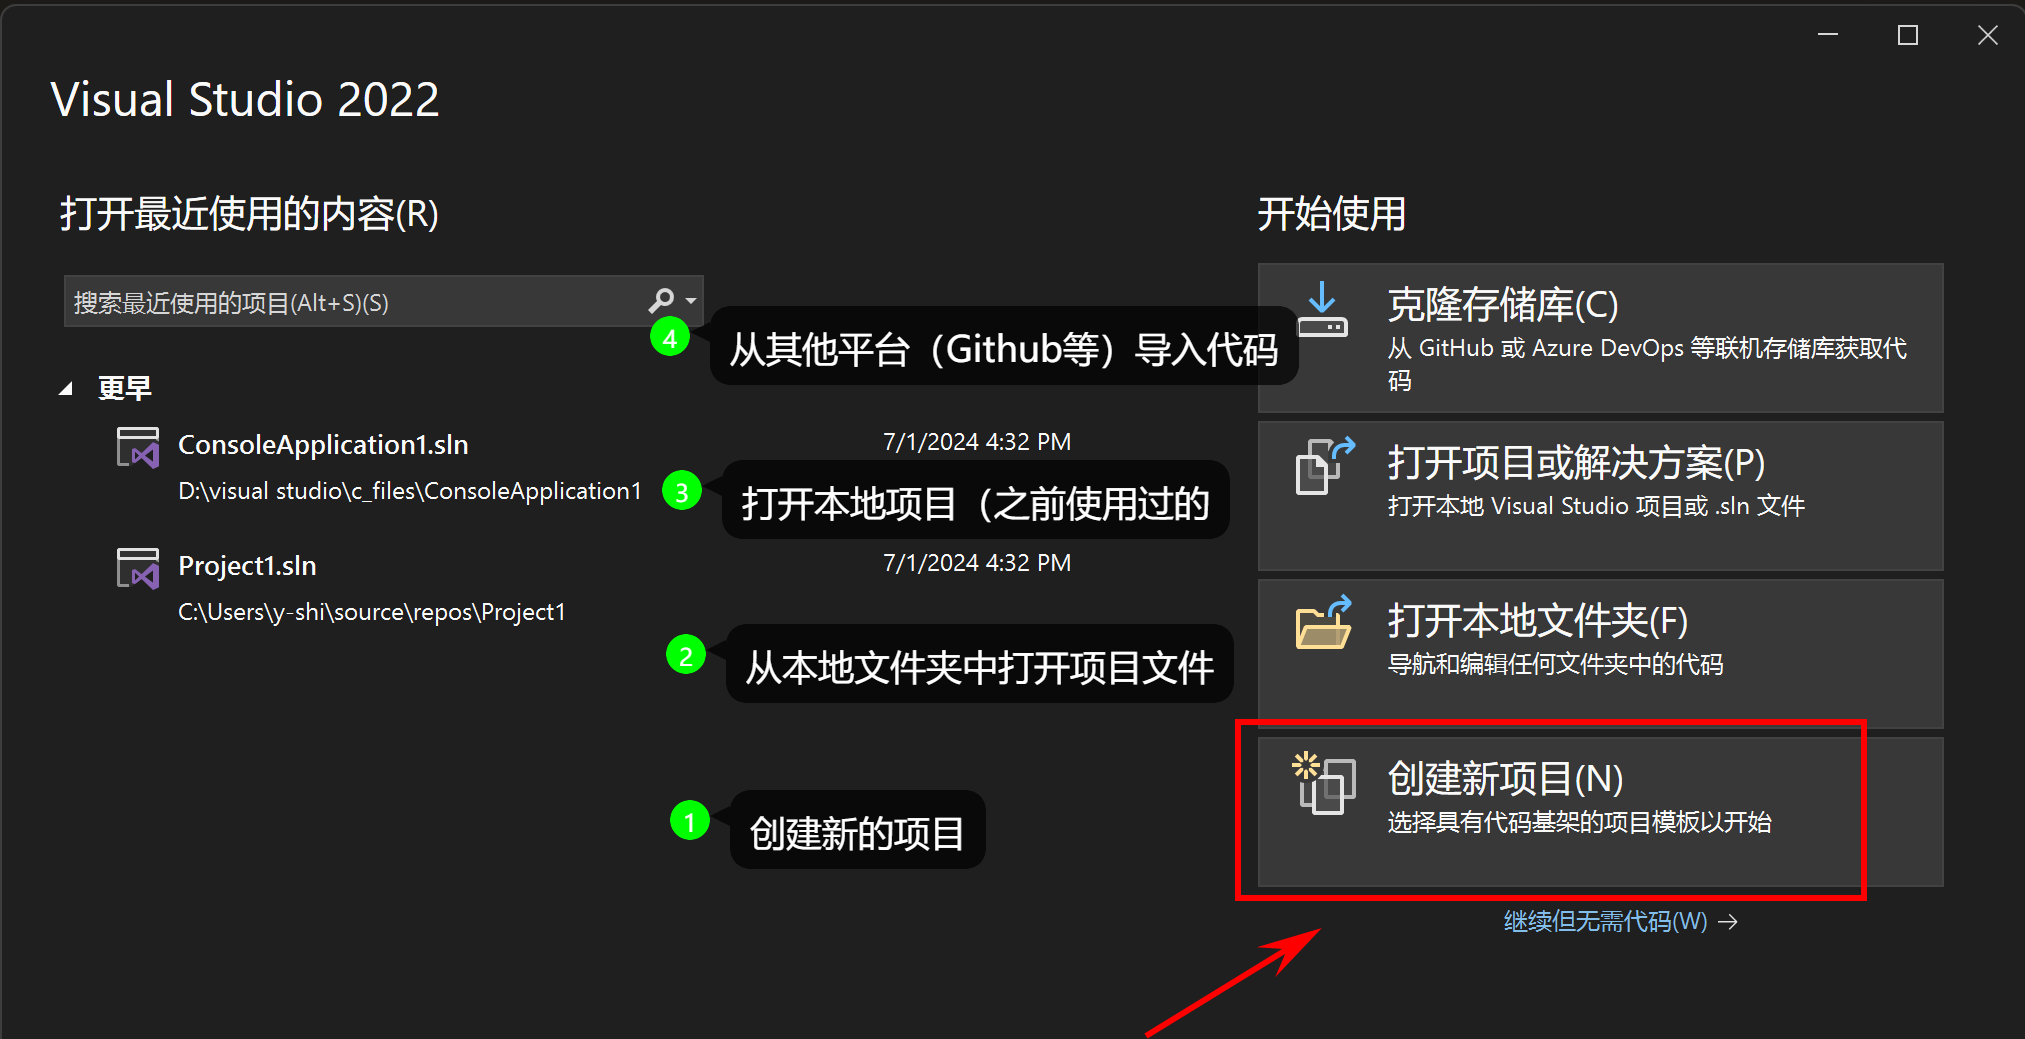 Visual Studio 2022
打开最近使用的内容(R)
搜索最近使用的项目(Alt+S)(S)
更早
ConsoleApplication1.sln
7/1/2024 4:32 PM
D:\visual studio\c_files\ConsoleApplication1
Project1.sln
7/1/2024 4:32 PM
C:\Users\y-shi\source\repos\Project1
4
从其他平台（Github等）导入代码
3
打开本地项目（之前使用过的
2
从本地文件夹中打开项目文件
1
创建新的项目
开始使用
克隆存储库(C)
从 GitHub 或 Azure DevOps 等联机存储库获取代
码
打开项目或解决方案(P)
打开本地 Visual Studio 项目或 .sln 文件
打开本地文件夹(F)
导航和编辑任何文件夹中的代码
创建新项目(N)
选择具有代码基架的项目模板以开始
继续但无需代码(W) →